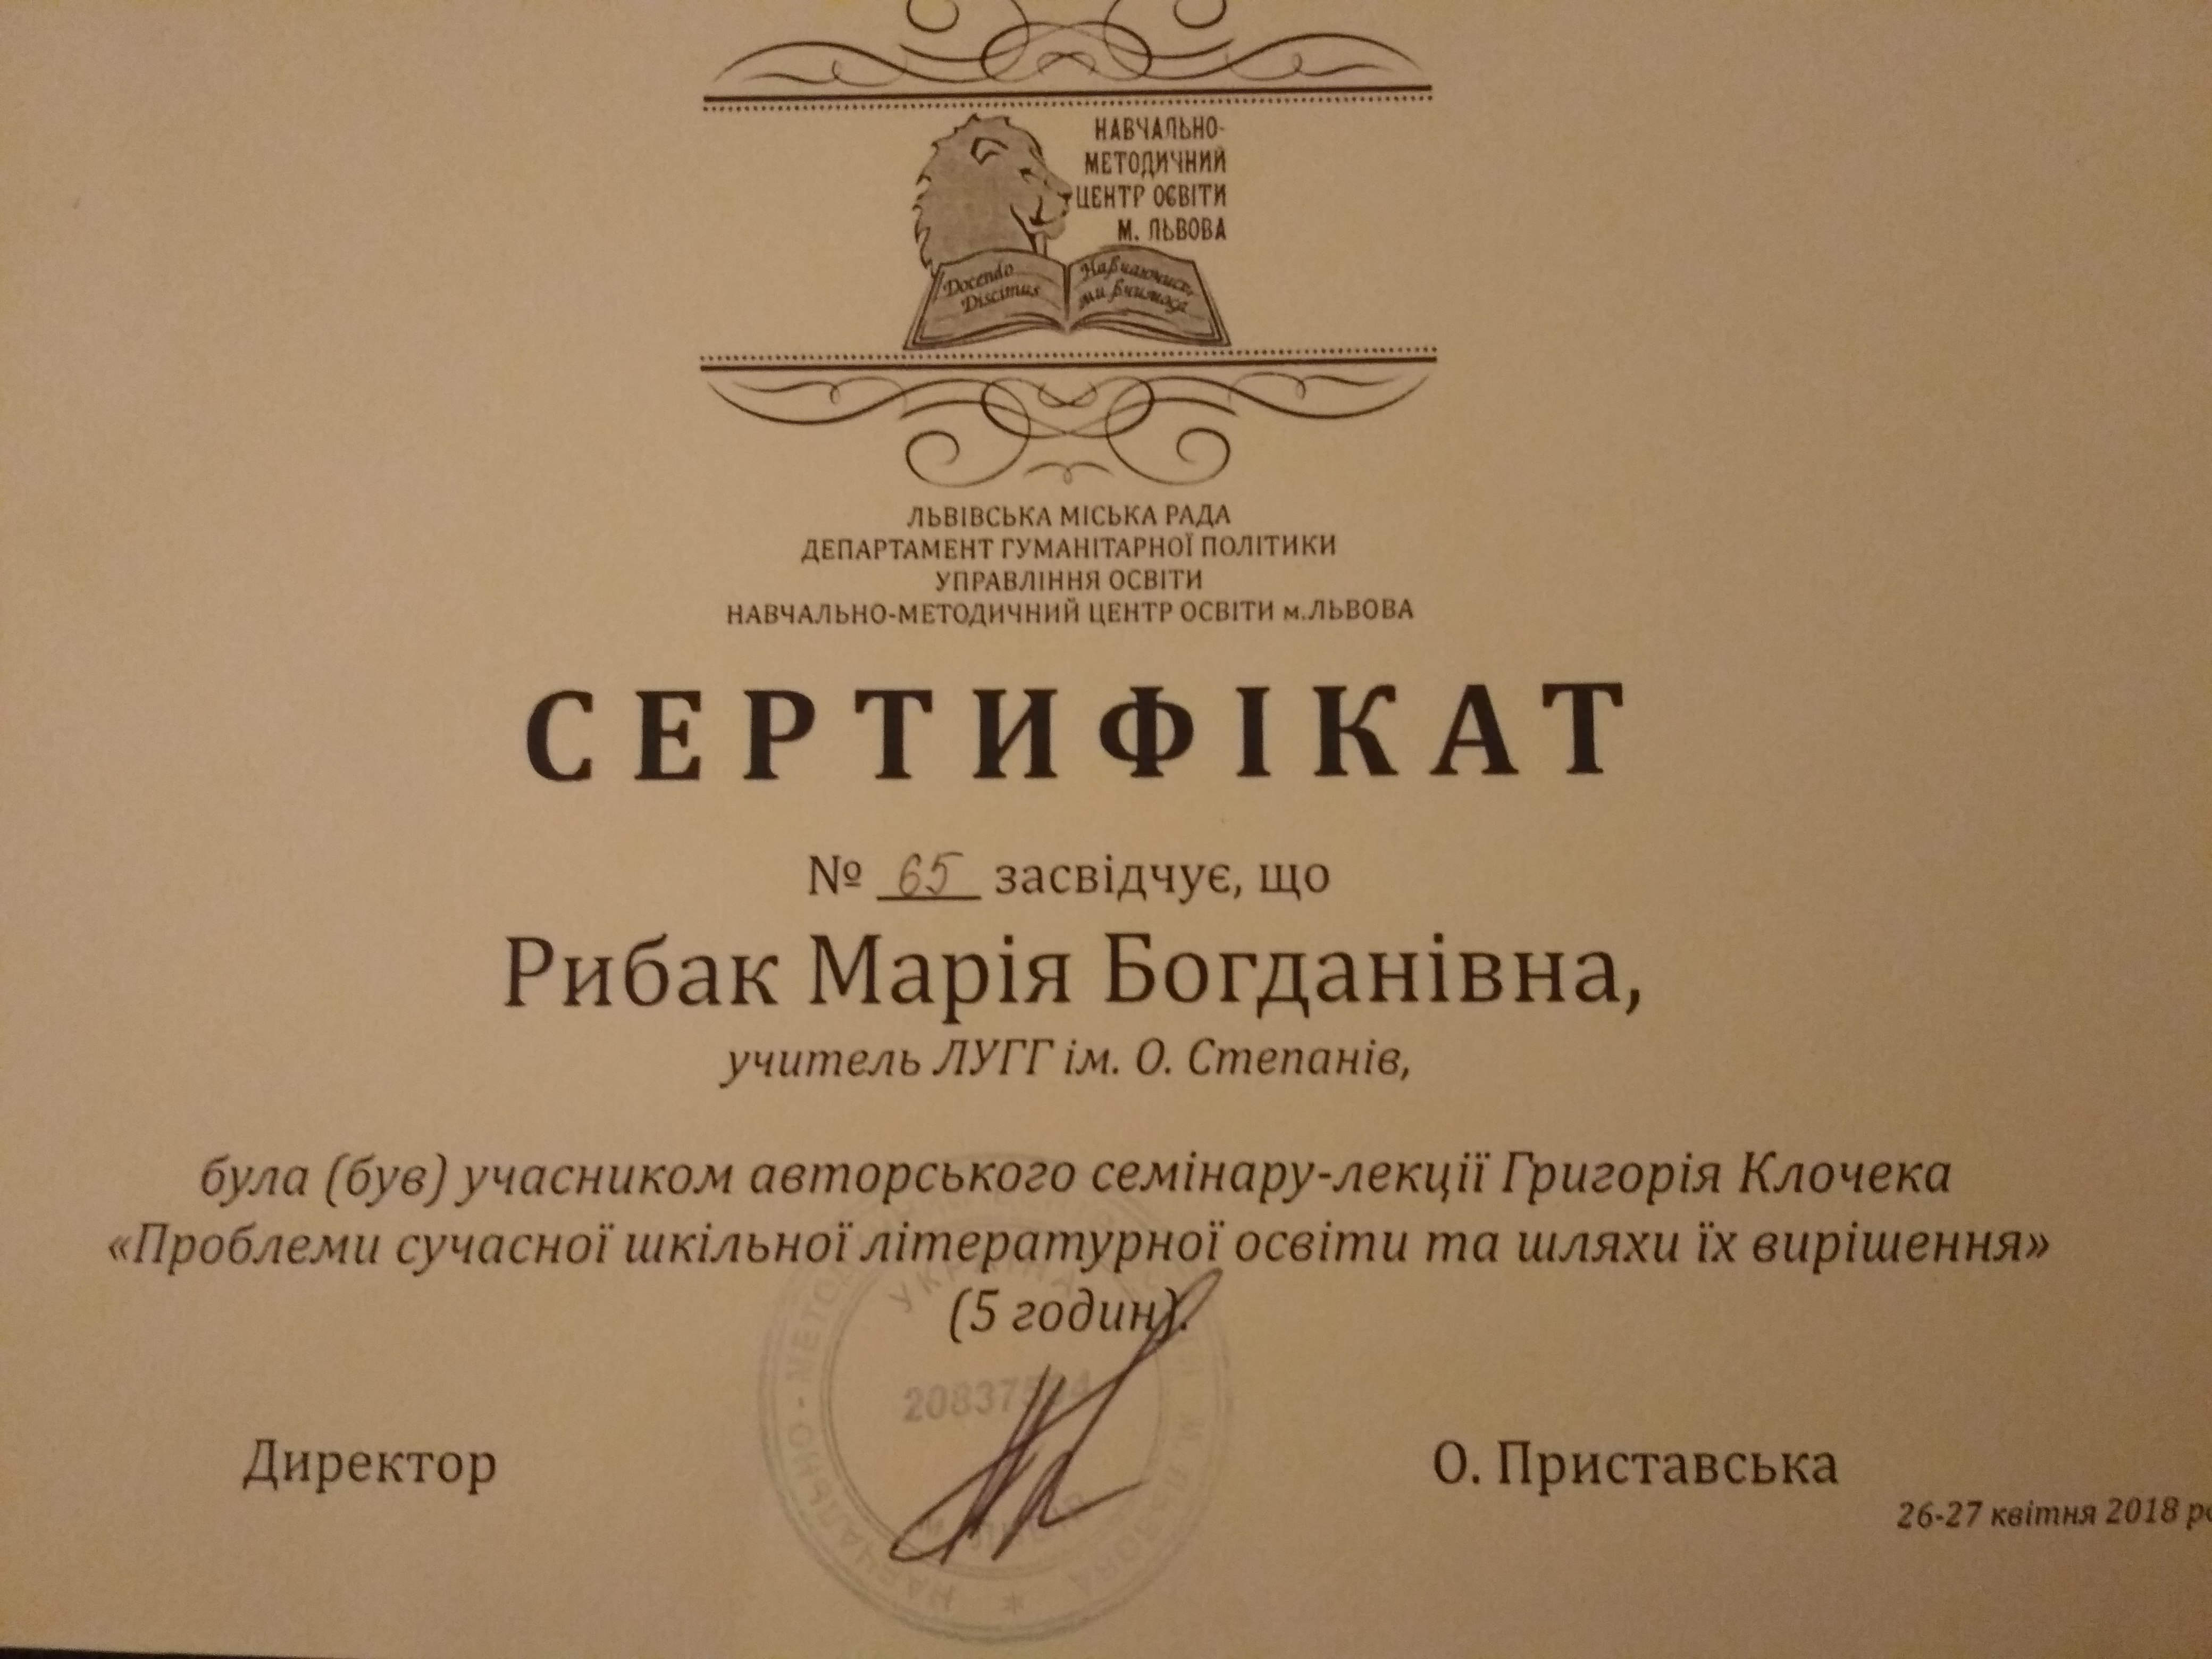 НАВЧАЛЬНО-
МЕТОДИЧНИЙ
ЦЕНТР ОСВІТИ
М. ЛЬВОВА
Docendo
Discimus
Навчаючись,
ми вчимося
ЛЬВІВСЬКА МІСЬКА РАДА
ДЕПАРТАМЕНТ ГУМАНІТАРНОЇ ПОЛІТИКИ
УПРАВЛІННЯ ОСВІТИ
НАВЧАЛЬНО-МЕТОДИЧНИЙ ЦЕНТР ОСВІТИ м.ЛЬВОВА
СЕРТИФІКАТ
№ 65 засвідчує, що
Рибак Марія Богданівна,
учитель ЛУГГ ім. О. Степанів,
була (був) учасником авторського семінару-лекції Григорія Клочека
«Проблеми сучасної шкільної літературної освіти та шляхи їх вирішення»
(5 годин).
УКРАЇНА
Директор
О. Приставська
26-27 квітня 2018